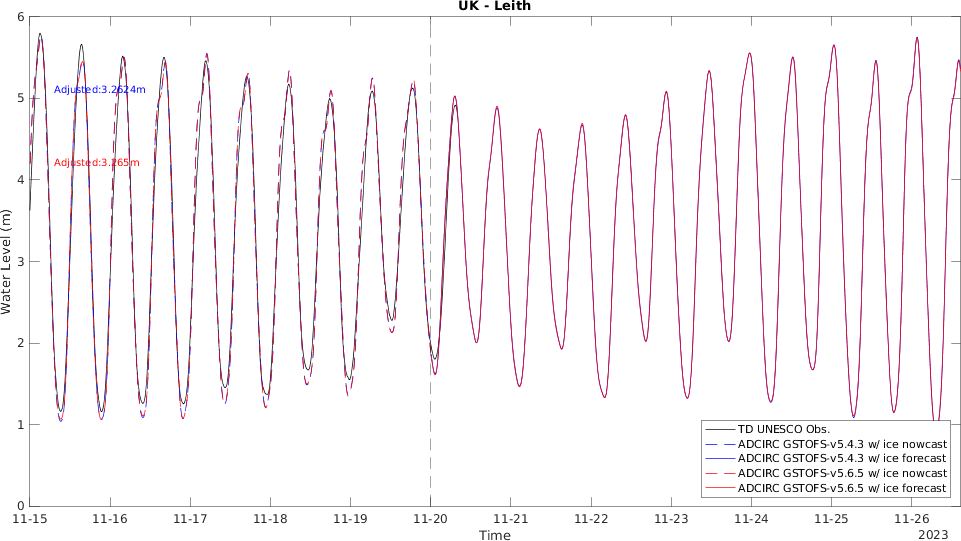 UK - Leith
6
5
4
3
2
1
0
Water Level (m)
Adjusted:3.2624m
Adjusted:3.265m
TD UNESCO Obs.
ADCIRC GSTOFS-v5.4.3 w/ ice nowcast
ADCIRC GSTOFS-v5.4.3 w/ ice forecast
ADCIRC GSTOFS-v5.6.5 w/ ice nowcast
ADCIRC GSTOFS-v5.6.5 w/ ice forecast
11-15 11-16 11-17 11-18 11-19 11-20 11-21 11-22 11-23 11-24 11-25 11-26
Time
2023